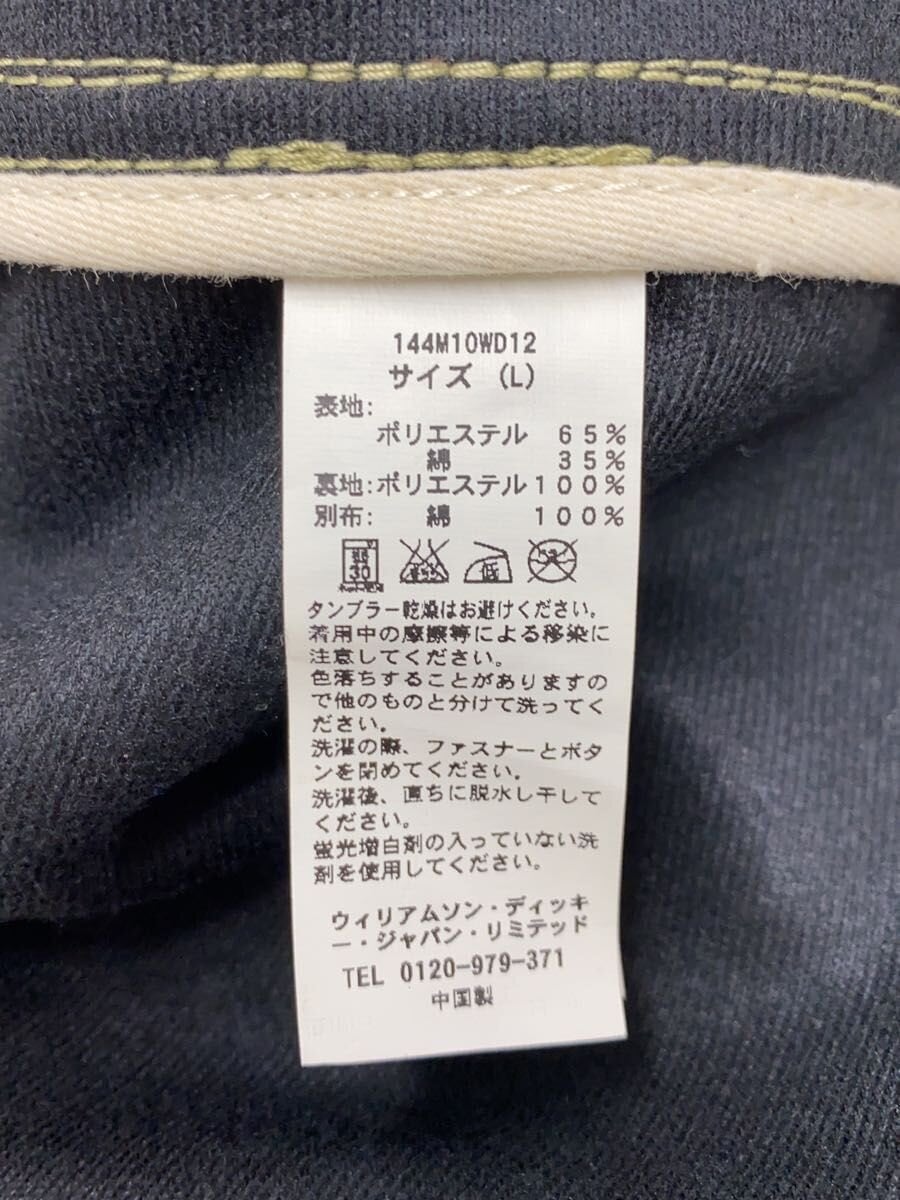 144M10WD12
サイズ (L)
表地:
ポリエステル 65%
綿 35%
裏地:ポリエステル100%
別布: 綿 100%
30
低
タンブラー乾燥はお避けください。
着用中の摩擦等による移染に
注意してください。
色落ちすることがありますの
で他のものと分けて洗ってく
ださい。
洗濯の際、ファスナーとボタ
ンを閉めてください。
洗濯後、直ちに脱水し干して
ください。
蛍光増白剤の入っていない洗
剤を使用してください。
ウィリアムソン・ディッキ
ー・ジャパン・リミテッド
TEL 0120-979-371
中国製